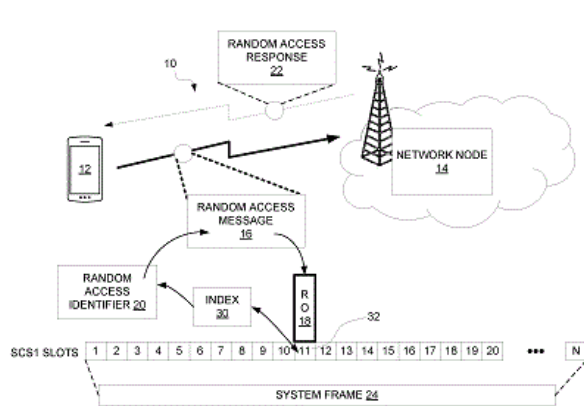 RANDOM ACCESS
RESPONSE
22
10
12
NETWORK NODE
14
RANDOM ACCESS
MESSAGE
16
RANDOM
ACCESS
IDENTIFIER 20
INDEX
30
R
O
18
32
SCS1 SLOTS 1 2 3 4 5 6 7 8 9 10 11 12 13 14 15 16 17 18 19 20 ••• N
SYSTEM FRAME 24